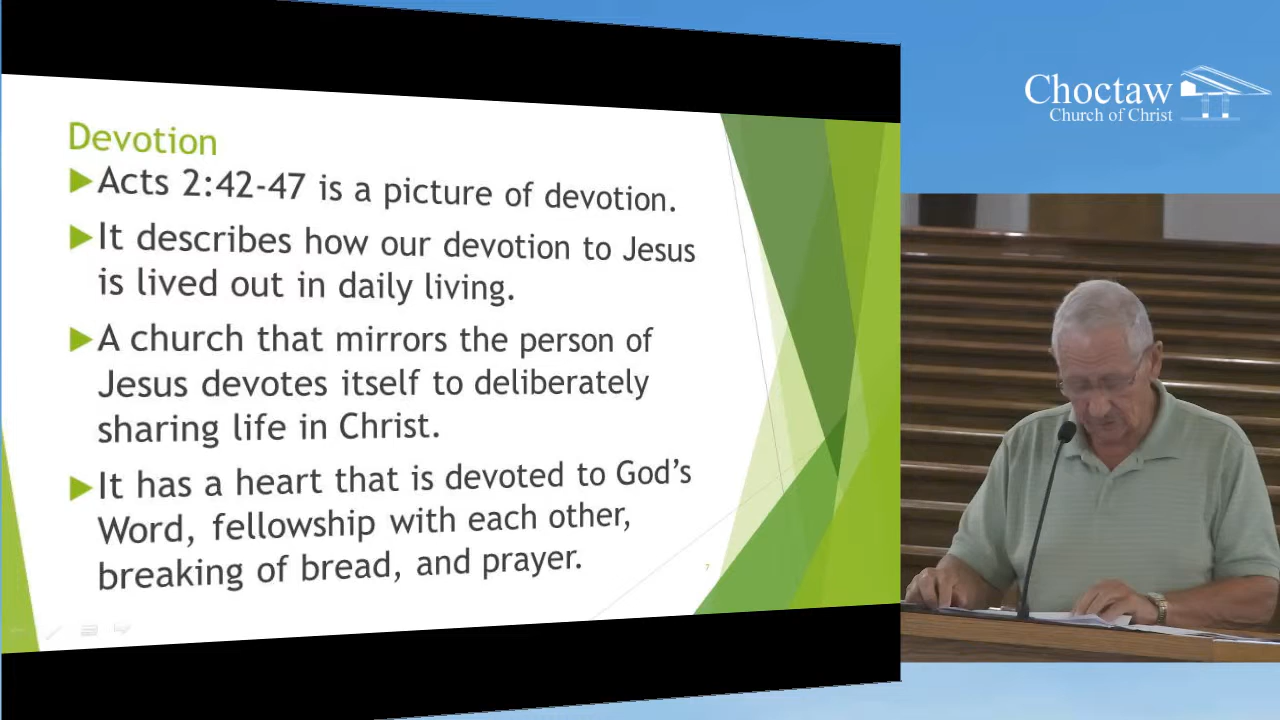 Devotion
Acts 2:42-47 is a picture of devotion.
It describes how our devotion to Jesus
is lived out in daily living.
A church that mirrors the person of
Jesus devotes itself to deliberately
sharing life in Christ.
It has a heart that is devoted to God's
Word, fellowship with each other,
breaking of bread, and prayer.
7
Choctaw
Church of Christ